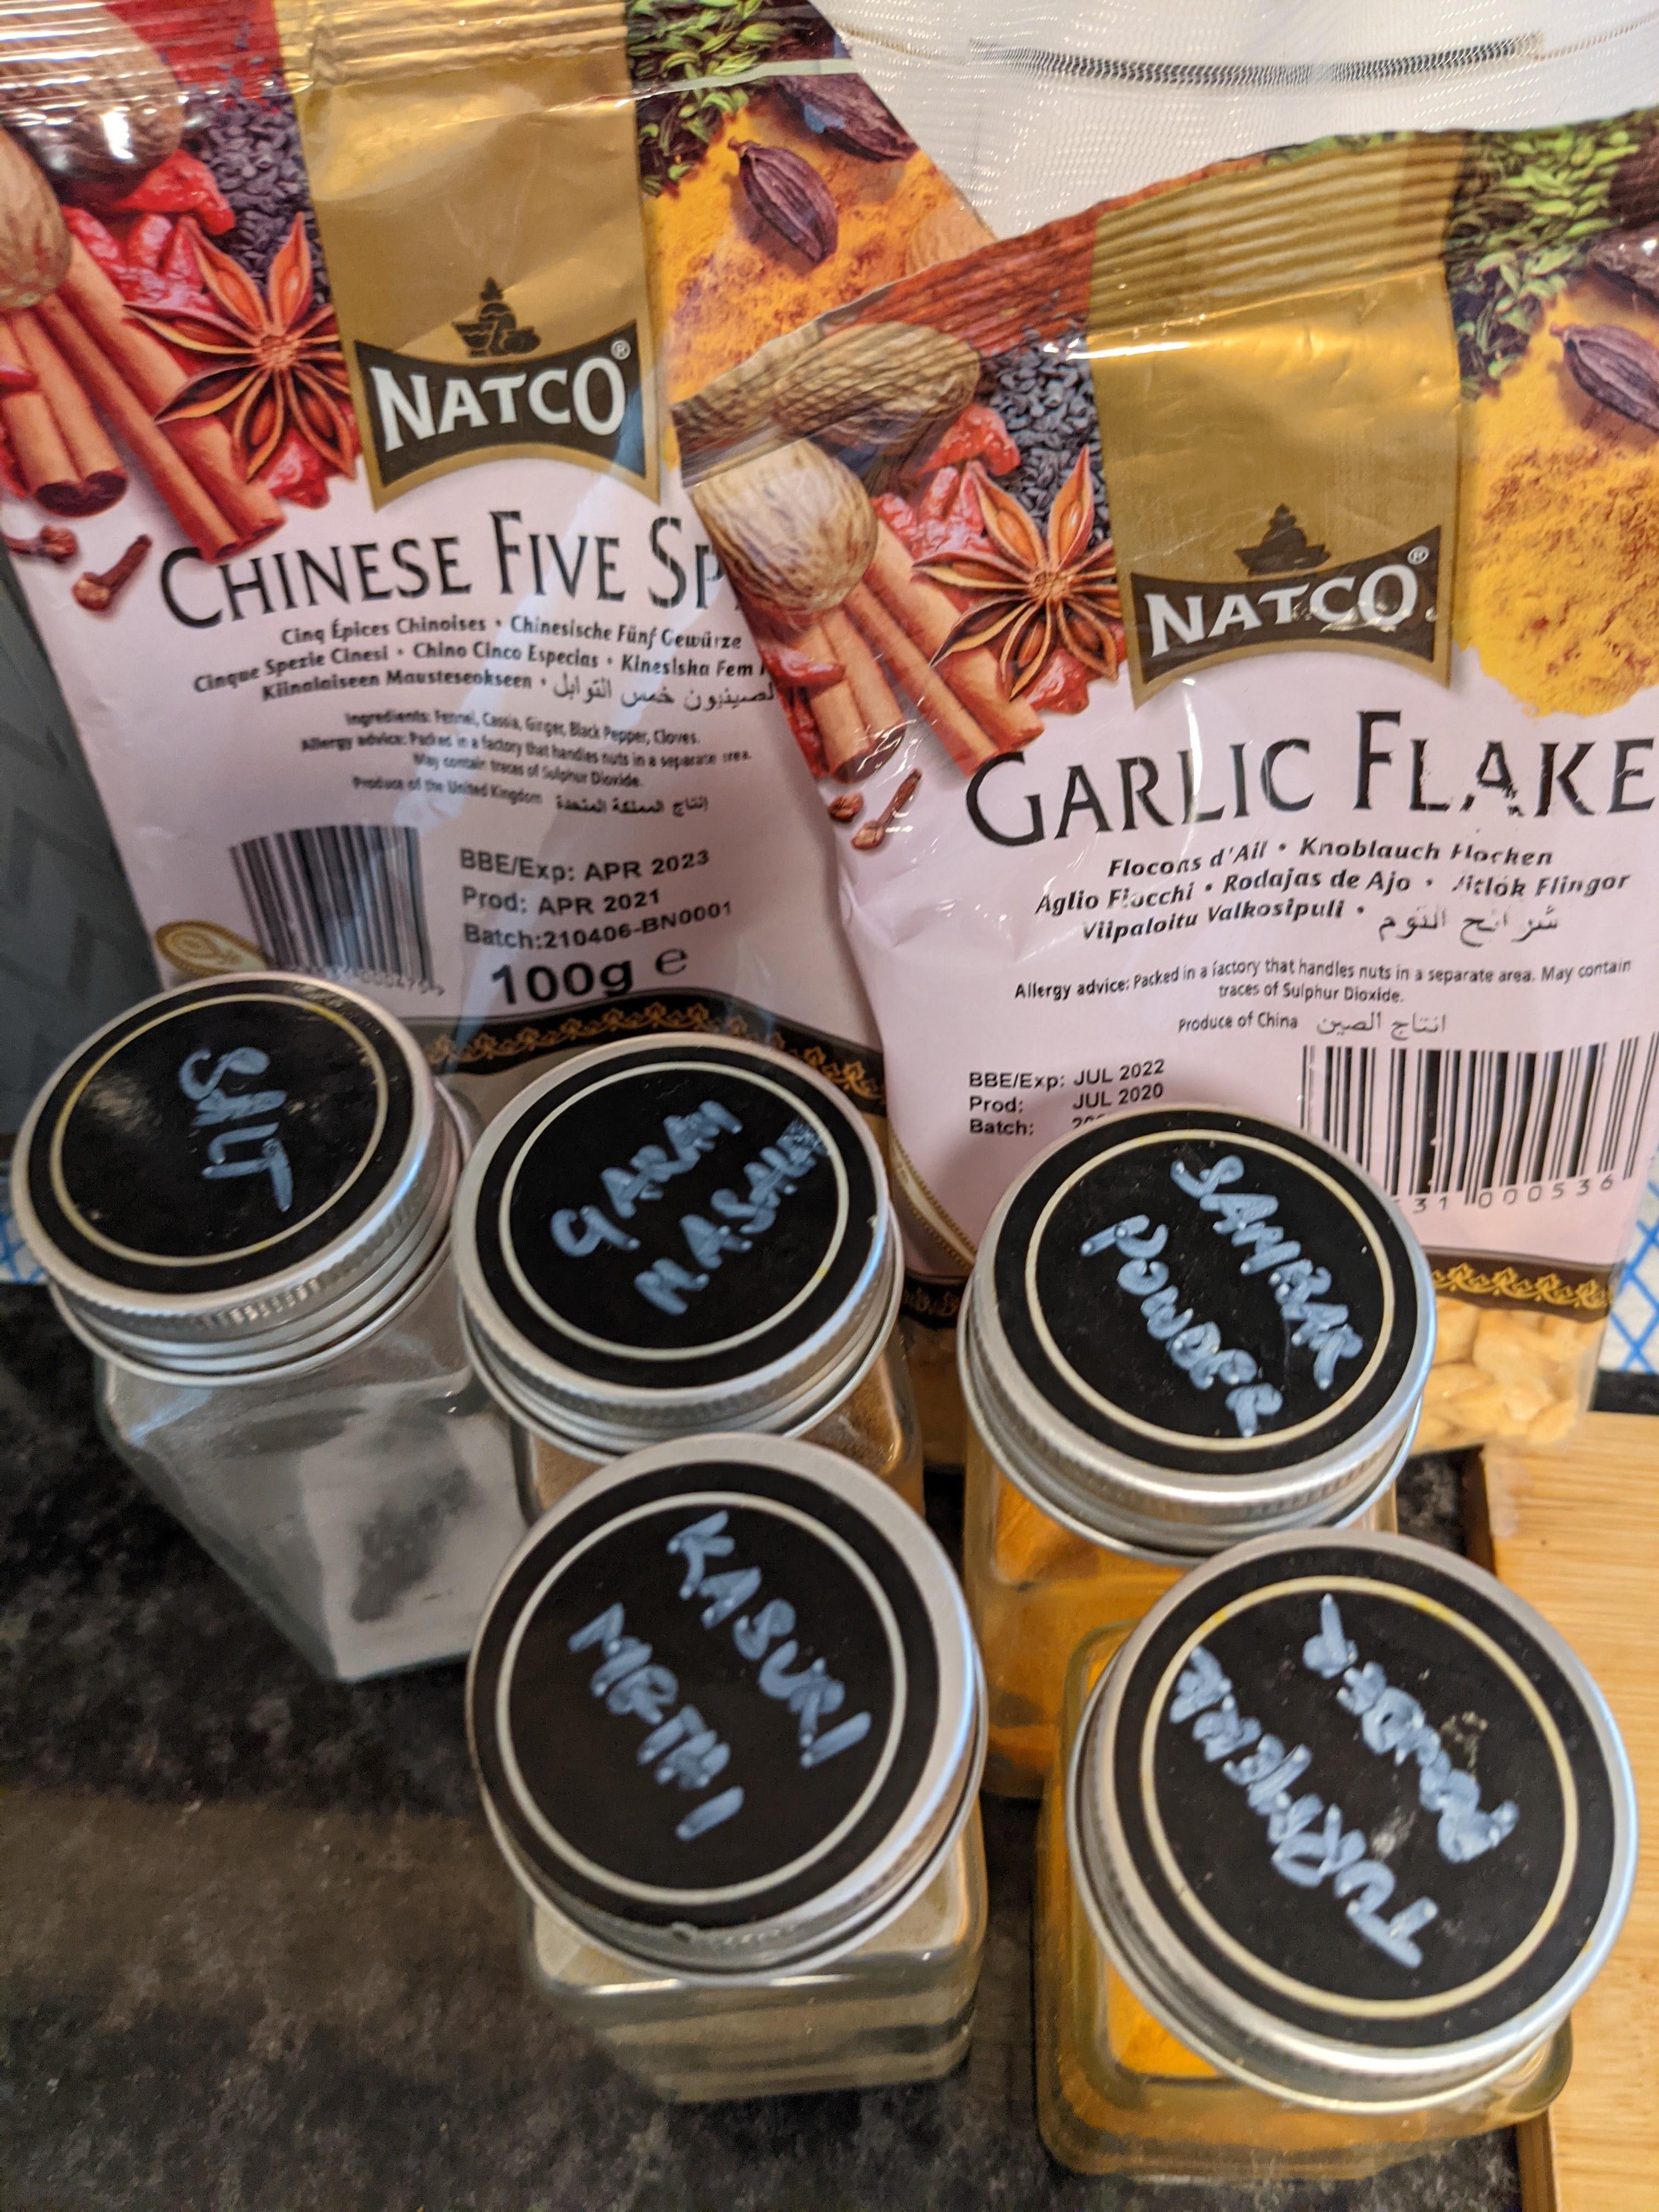 NATCO®
CHINESE FIVE SP
Cinq Épices Chinoises • Chinesische Fünf Gewürze
Cinque Spezie Cinesi • Chino Cinco Especias • Kinesiska Fem
Kiinalaiseen Mausteseokseen • الصينيون خمس التوابل
Ingredients: Fennel, Cassia, Ginger, Black Pepper, Cloves.
Allergy advice: Packed in a factory that handles nuts in a separate area.
May contain traces of Sulphur Dioxide.
Produce of the United Kingdom إنتاج المملكة المتحدة
BBE/Exp: APR 2023
Prod: APR 2021
Batch:210406-BN0001
100g e
NATCO®
GARLIC FLAKE
Flocons d'Ail • Knoblauch Flocken
Aglio Fiocchi • Rodajas de Ajo • Vitlök Flingor
Viipaloitu Valkosipuli • شرائح الثوم
Allergy advice: Packed in a factory that handles nuts in a separate area. May contain
traces of Sulphur Dioxide.
Produce of China انتاج الصين
BBE/Exp: JUL 2022
Prod: JUL 2020
Batch:
31 000536
SALT
GARAM
MASALA
SAMBAR
POWDER
KASURI
METHI
TURMERIC
POWDER